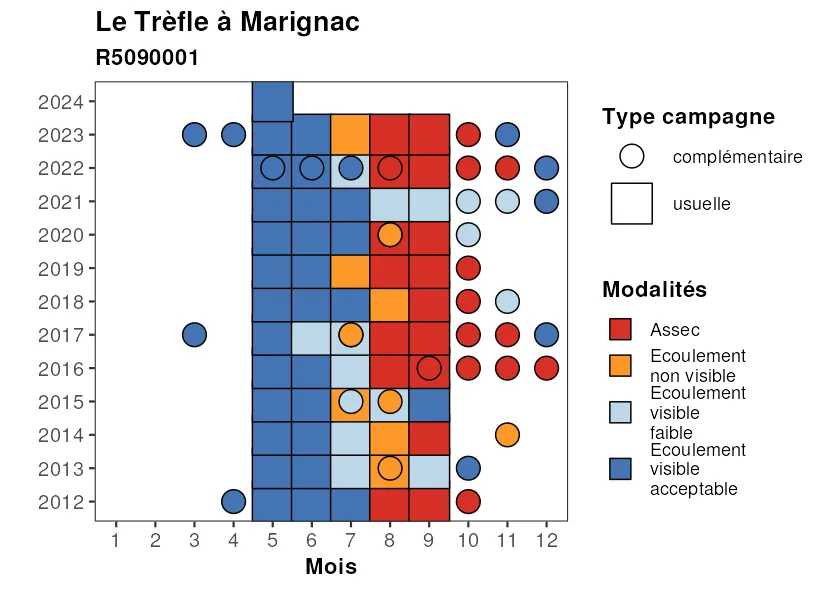 Le Trèfle à Marignac
R5090001
2024
2023
2022
2021
2020
2019
2018
2017
2016
2015
2014
2013
2012
1 2 3 4 5 6 7 8 9 10 11 12
Mois
Type campagne
complémentaire
usuelle
Modalités
Assec
Ecoulement
non visible
Ecoulement
visible
faible
Ecoulement
visible
acceptable